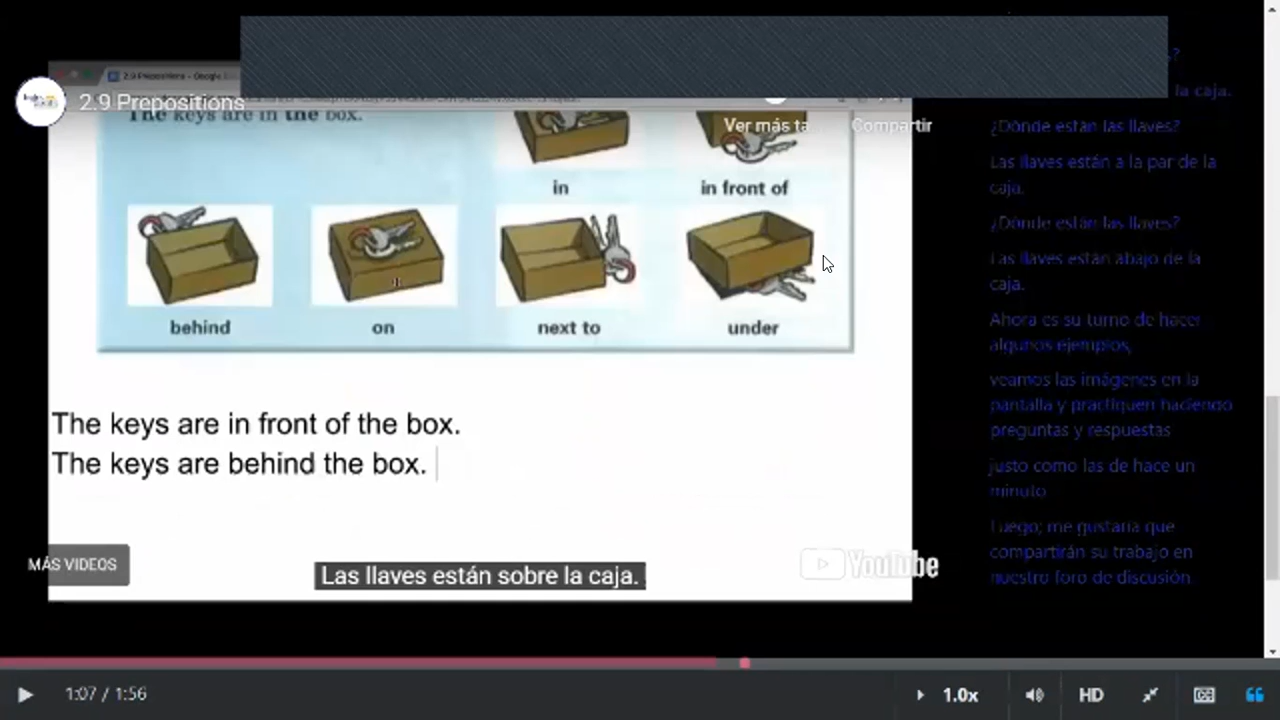 2.9 Prepositions - Google
2.9 Prepositions
The keys are in the box.
Ver más ta
Compartir
in
in front of
behind
on
next to
under
The keys are in front of the box.
The keys are behind the box.
MÁS VIDEOS
Las llaves están sobre la caja.
YouTube
la caja.
¿Dónde están las llaves?
Las llaves están a la par de la
caja.
¿Dónde están las llaves?
Las llaves están abajo de la
caja.
Ahora es su turno de hacer
algunos ejemplos,
veamos las imágenes en la
pantalla y practiquen haciendo
preguntas y respuestas
justo como las de hace un
minuto
Luego; me gustaría que
compartirán su trabajo en
nuestro foro de discusión.
1:07 / 1:56
1.0x
HD